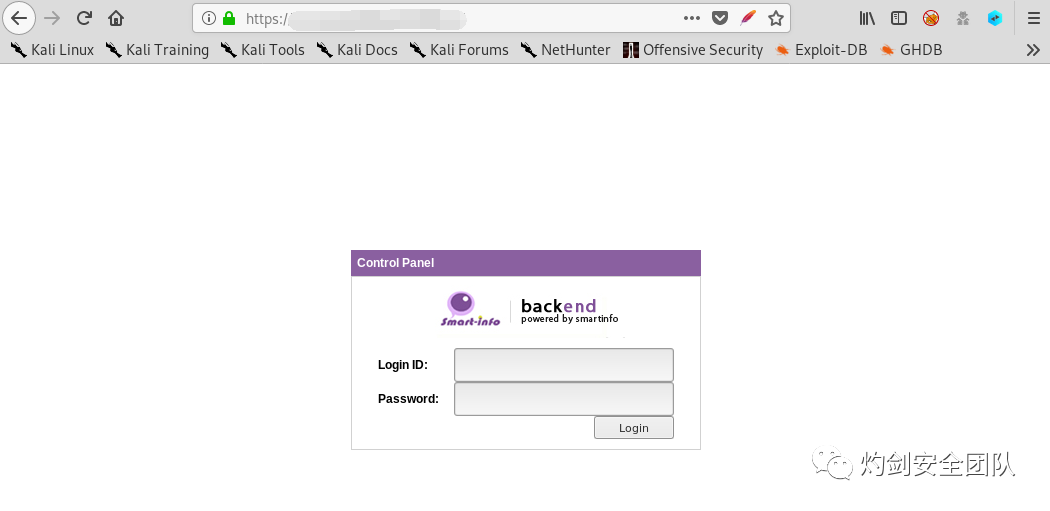 https://
Kali Linux Kali Training Kali Tools Kali Docs Kali Forums NetHunter Offensive Security Exploit-DB GHDB
Control Panel
Smart-info
backend
powered by smartinfo
Login ID:
Password:
Login
灼剑安全团队